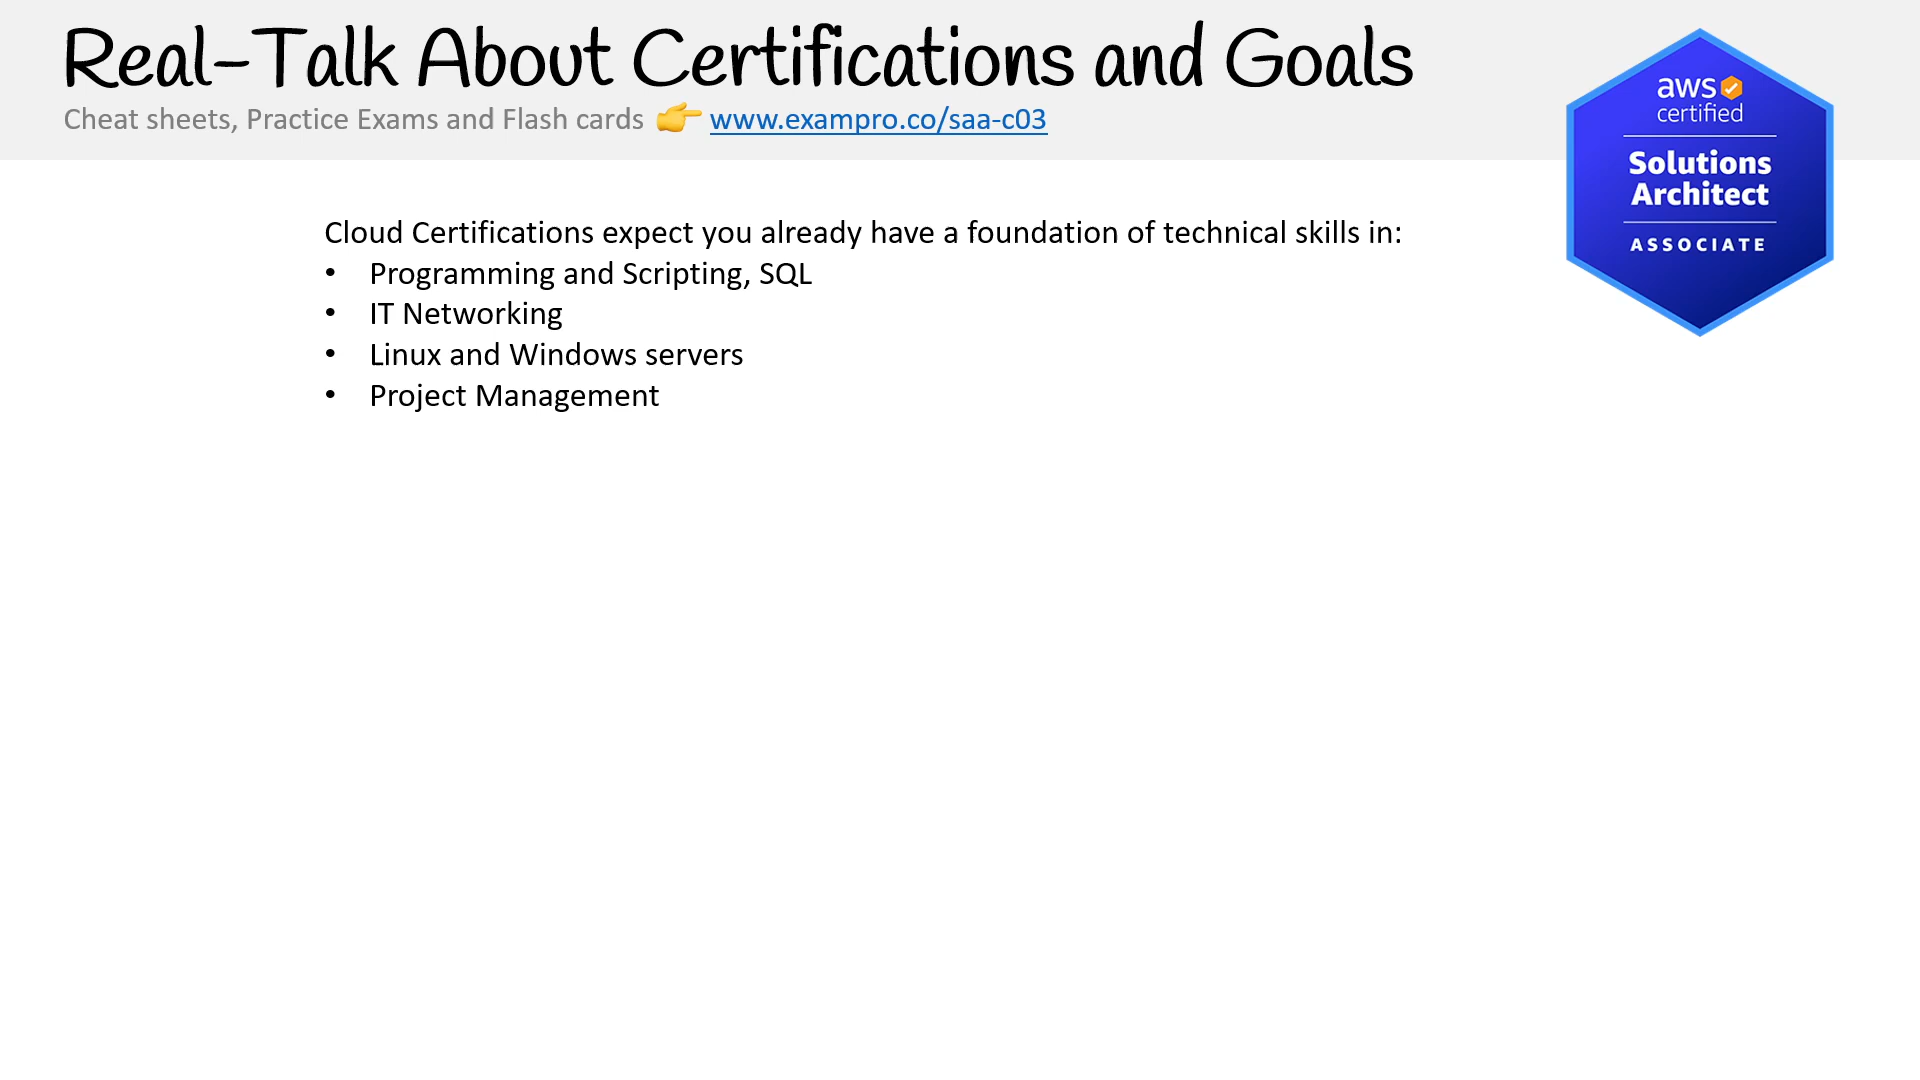 Real-Talk About Certifications and Goals
Cheat sheets, Practice Exams and Flash cards 👉 www.exampro.co/saa-c03
aws
certified
Solutions
Architect
ASSOCIATE
Cloud Certifications expect you already have a foundation of technical skills in:
• Programming and Scripting, SQL
• IT Networking
• Linux and Windows servers
• Project Management